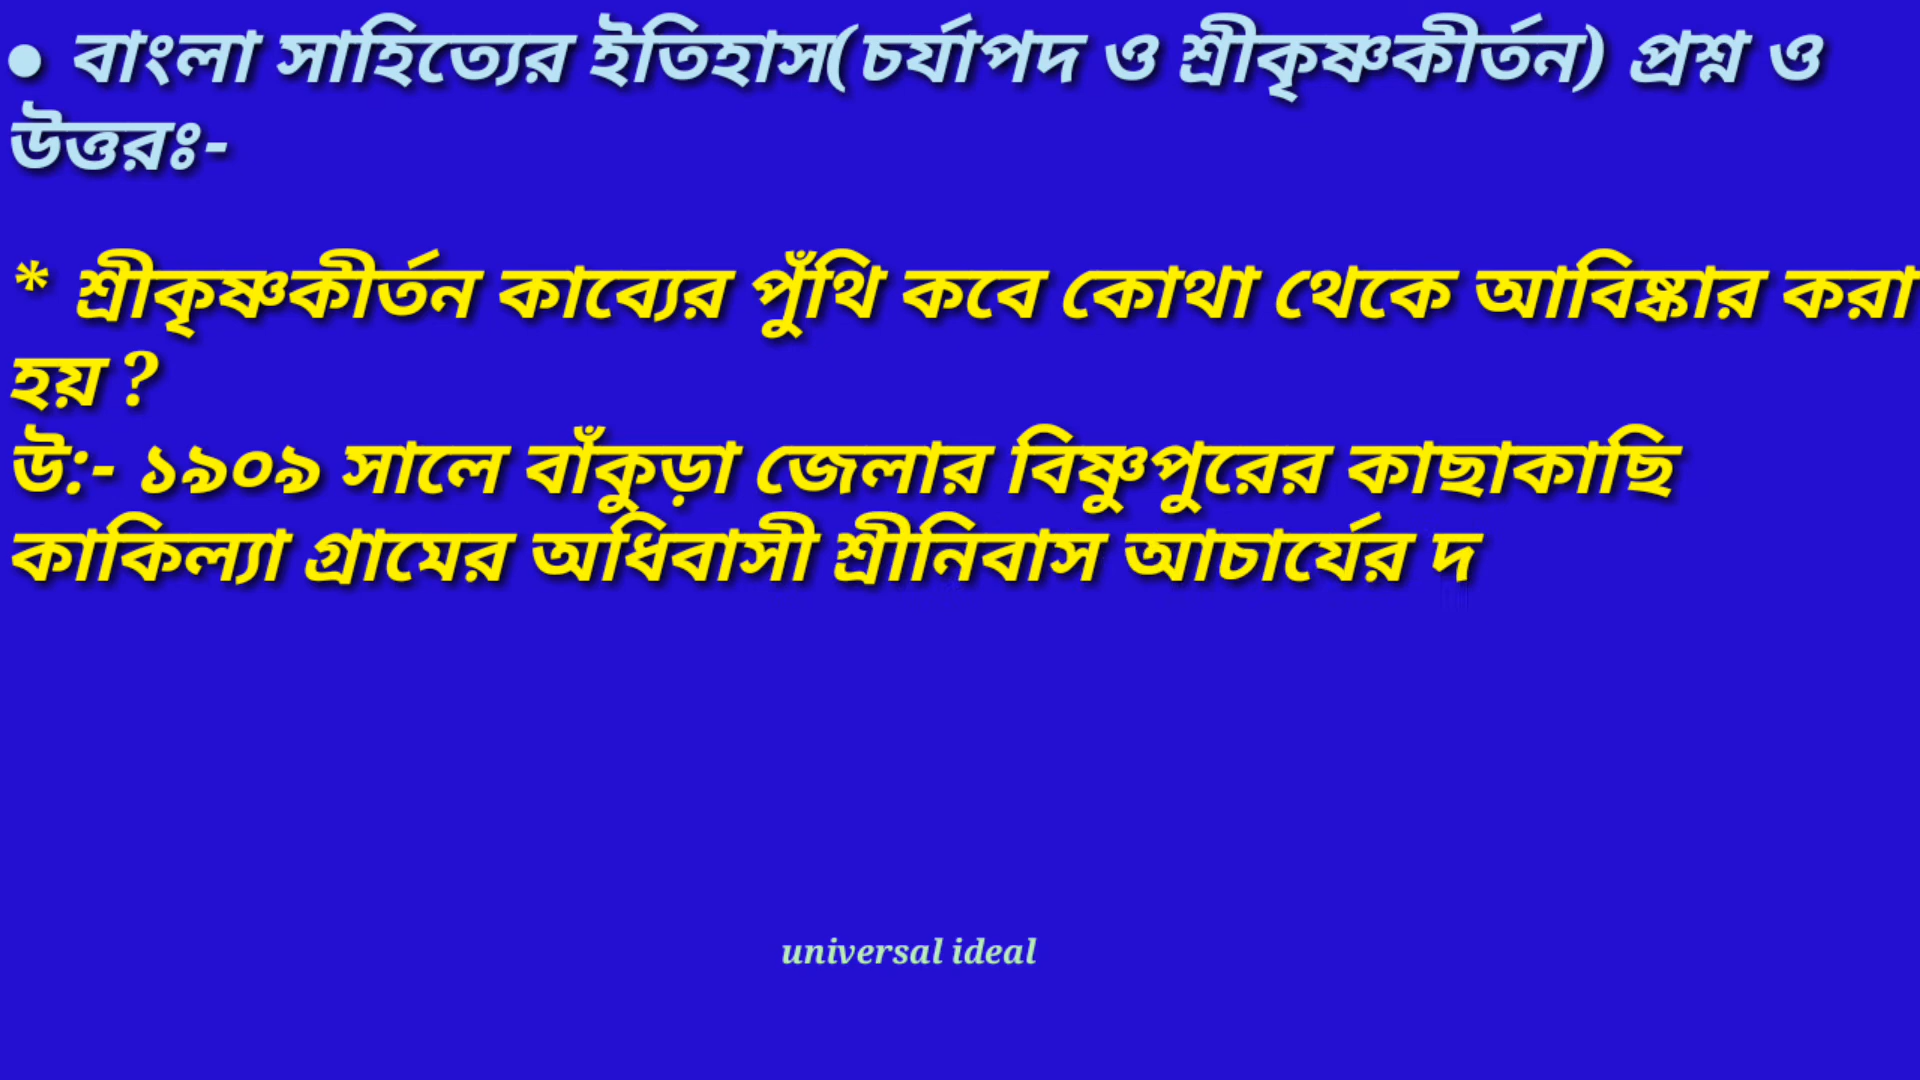 ● বাংলা সাহিত্যের ইতিহাস(চর্যাপদ ও শ্রীকৃষ্ণকীর্তন) প্রশ্ন ও
উত্তরঃ-
* শ্রীকৃষ্ণকীর্তন কাব্যের পুঁথি কবে কোথা থেকে আবিষ্কার করা
হয় ?
উ:- ১৯০৯ সালে বাঁকুড়া জেলার বিষ্ণুপুরের কাছাকাছি
কাকিল্যা গ্রামের অধিবাসী শ্রীনিবাস আচার্যের দ
universal ideal